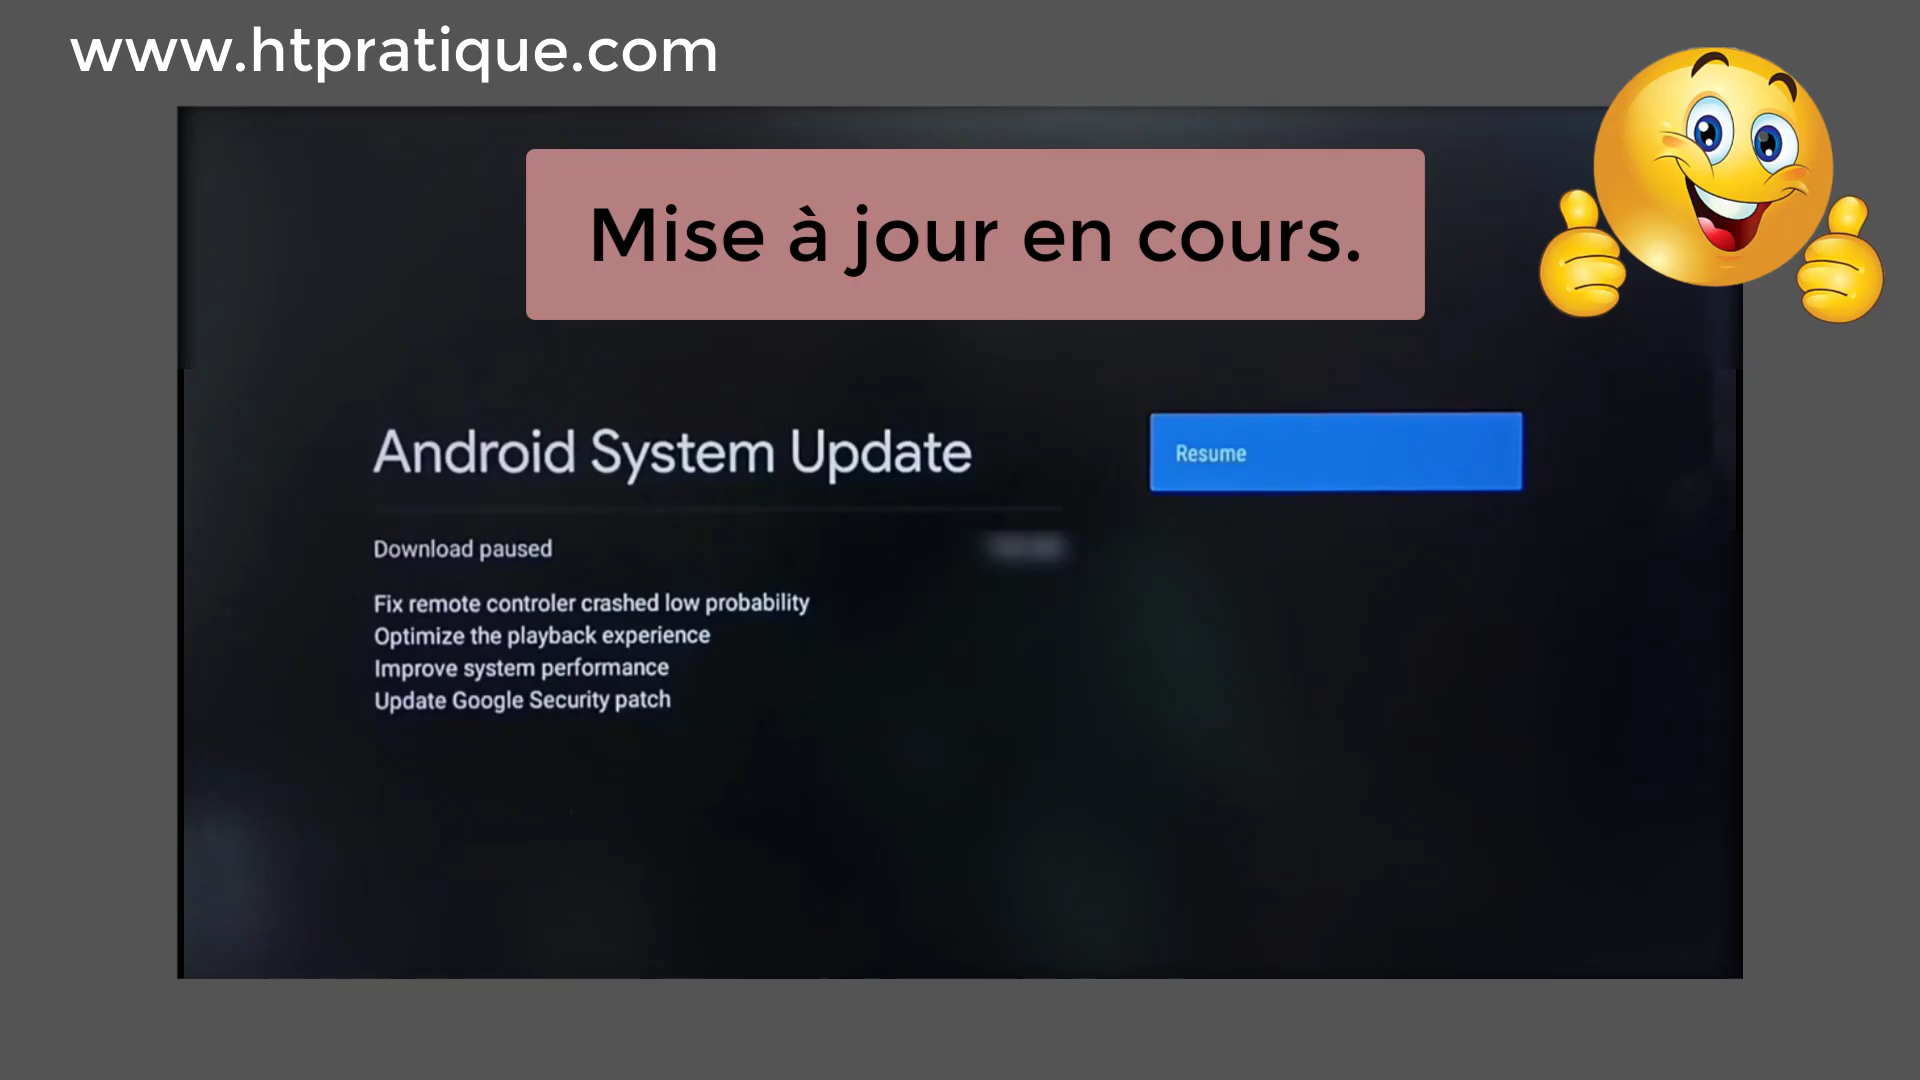 www.htpratique.com
Mise à jour en cours.
Android System Update
Resume
Download paused
Fix remote controler crashed low probability
Optimize the playback experience
Improve system performance
Update Google Security patch